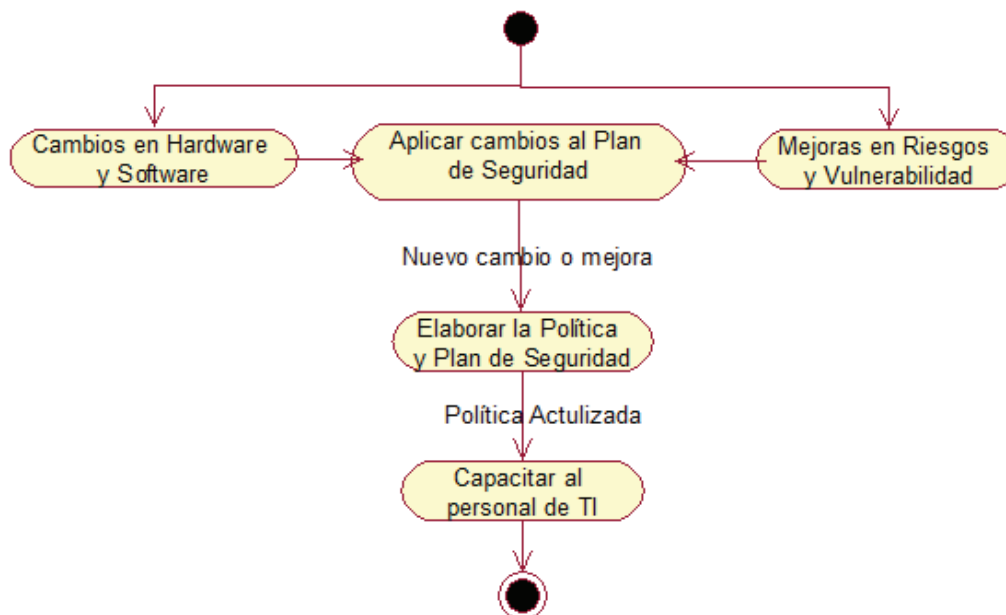 Cambios en Hardware
y Software
Aplicar cambios al Plan
de Seguridad
Mejoras en Riesgos
y Vulnerabilidad
Nuevo cambio o mejora
Elaborar la Política
y Plan de Seguridad
Política Actulizada
Capacitar al
personal de TI